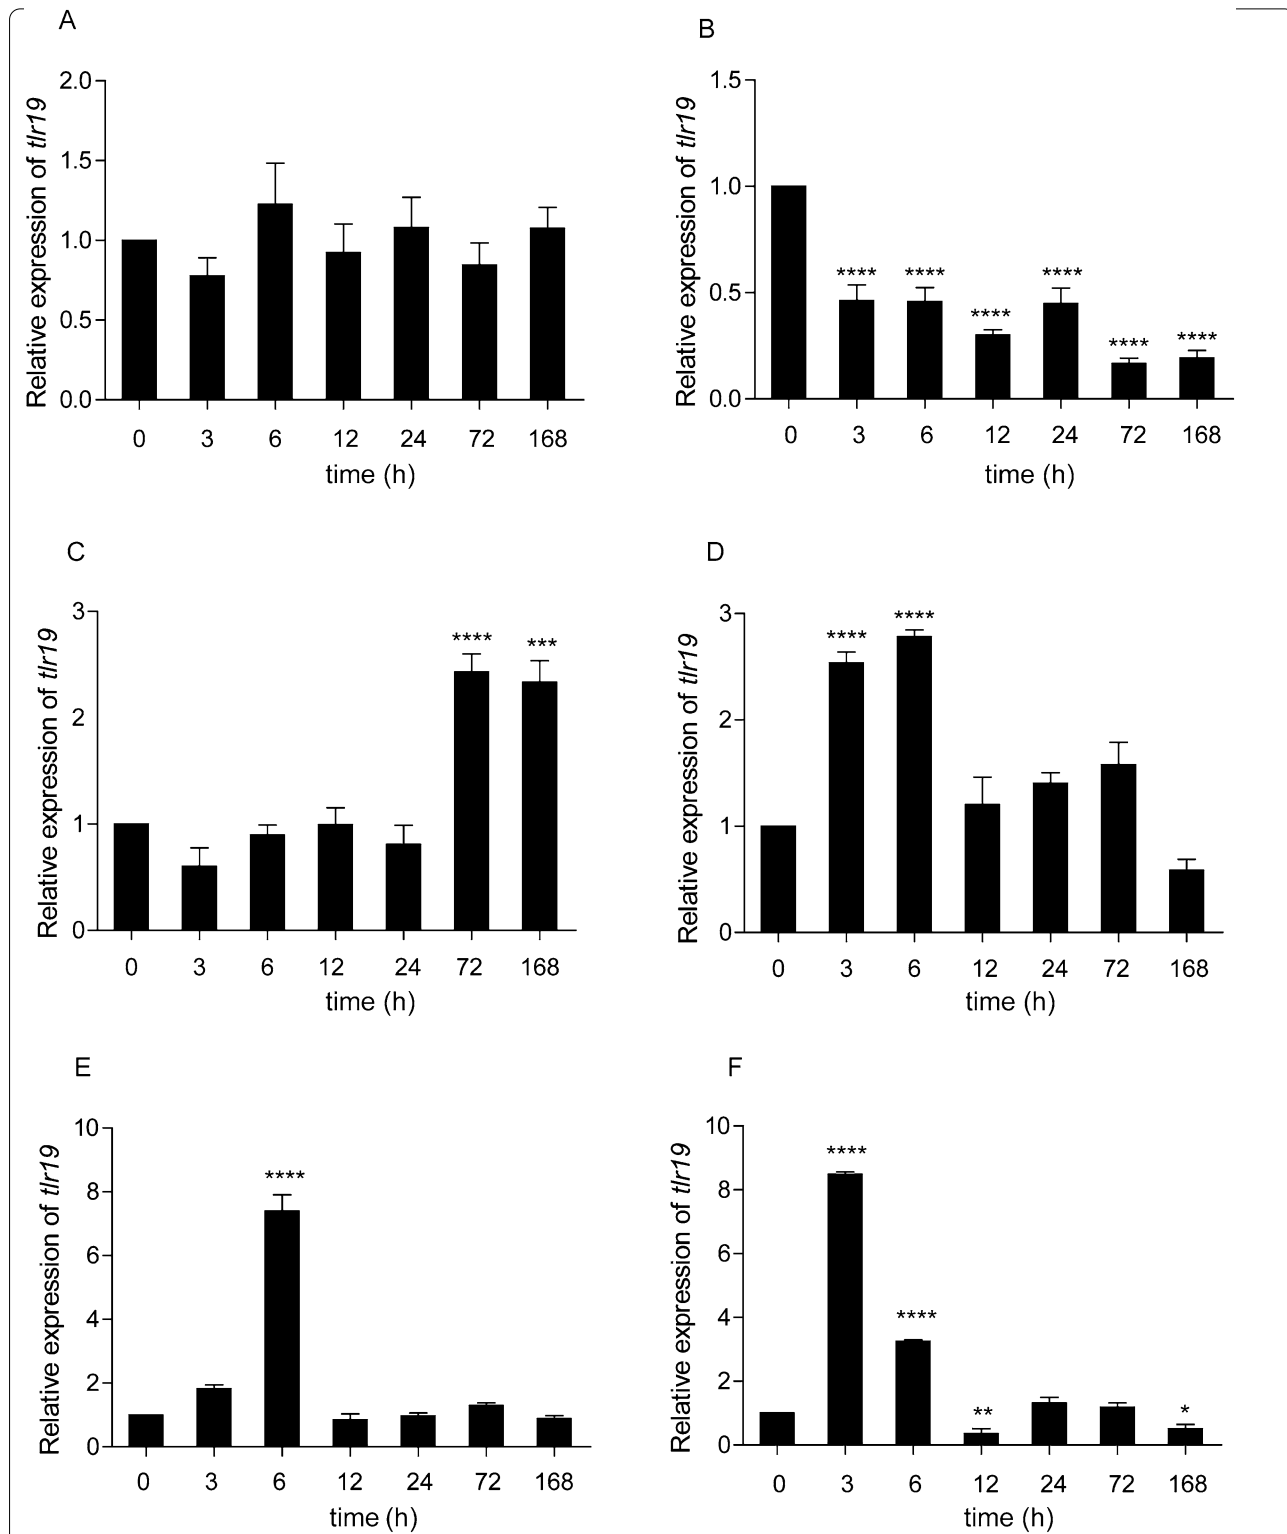 A
Relative expression of tlr19
2.0
1.5
1.0
0.5
0.0
0 3 6 12 24 72 168
time (h)
B
Relative expression of tlr19
1.5
1.0
0.5
0.0
**** **** **** **** **** ****
0 3 6 12 24 72 168
time (h)
C
Relative expression of tlr19
3
2
1
0
**** ***
0 3 6 12 24 72 168
time (h)
D
Relative expression of tlr19
3
2
1
0
**** ****
0 3 6 12 24 72 168
time (h)
E
Relative expression of tlr19
10
8
6
4
2
0
****
0 3 6 12 24 72 168
time (h)
F
Relative expression of tlr19
10
8
6
4
2
0
**** **** ** *
0 3 6 12 24 72 168
time (h)